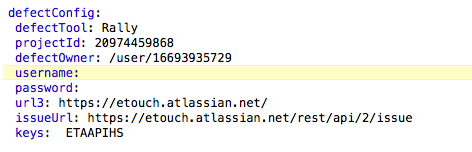 defectConfig:
defectTool: Rally
projectId: 20974459868
defectOwner: /user/16693935729
username:
password:
url3: https://etouch.atlassian.net/
issueUrl: https://etouch.atlassian.net/rest/api/2/issue
keys:  ETAAPIHS